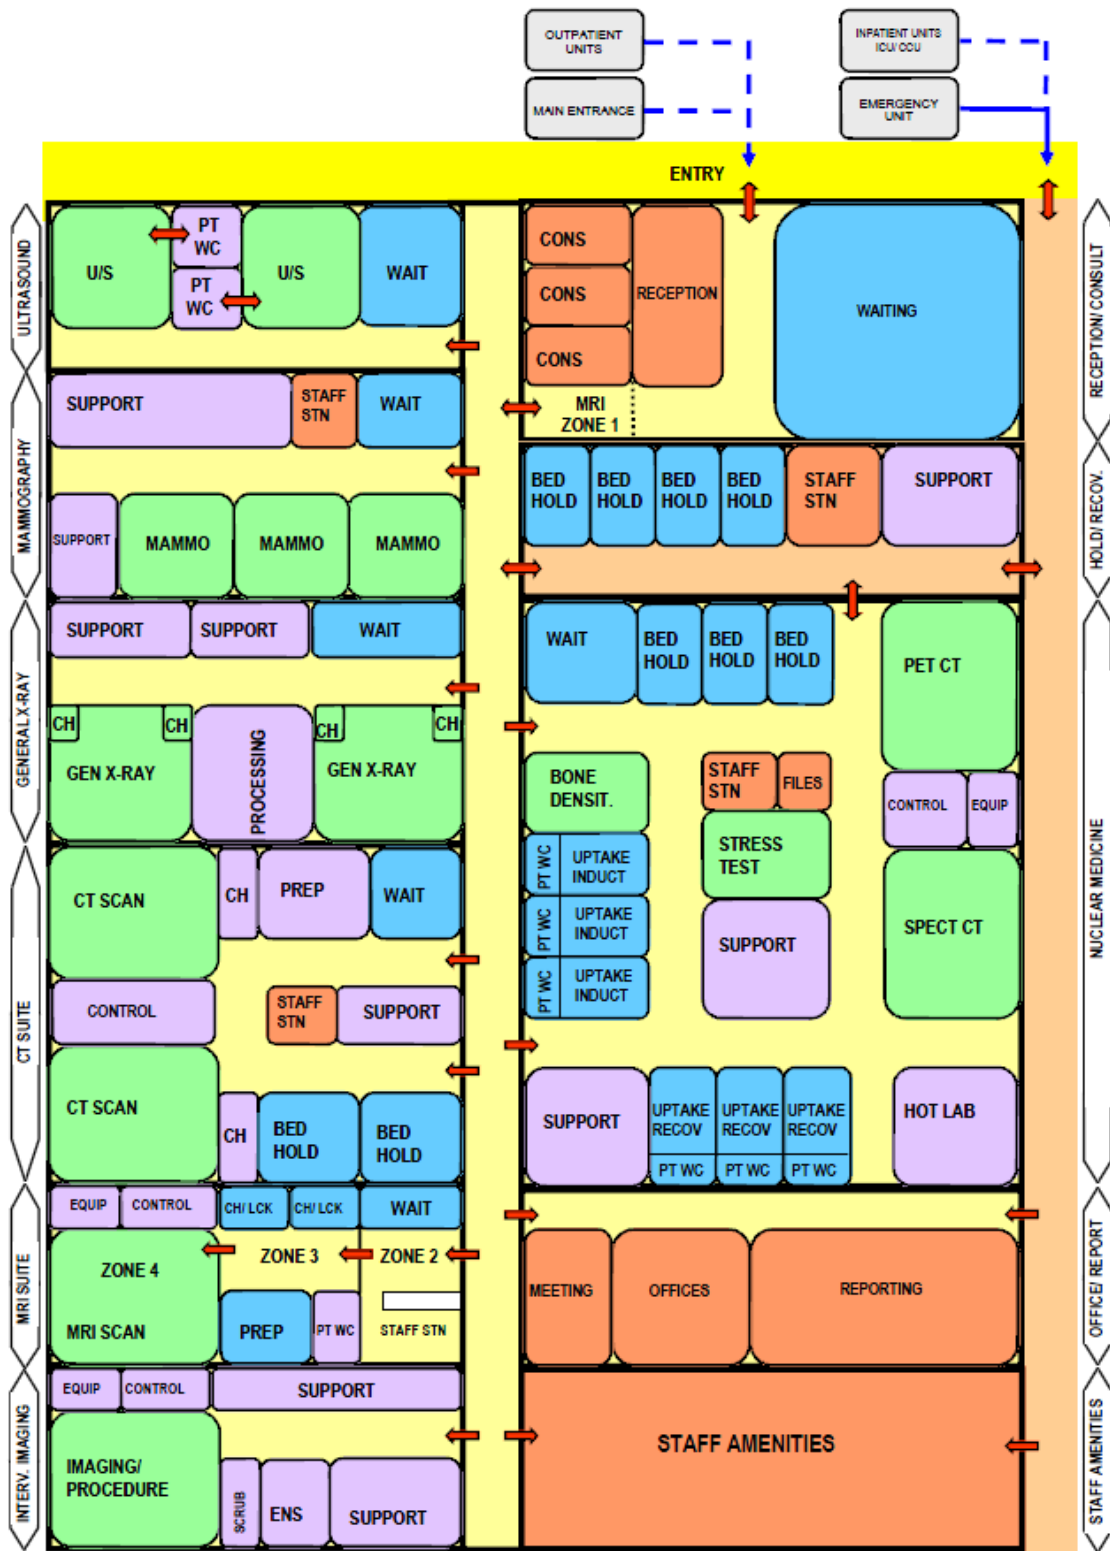 OUTPATIENT
UNITS
INPATIENT UNITS
ICU/ CCU
MAIN ENTRANCE
EMERGENCY
UNIT
ENTRY
ULTRASOUND
U/S
PT
WC
PT
WC
U/S
WAIT
MAMMOGRAPHY
SUPPORT
STAFF
STN
WAIT
SUPPORT
MAMMO
MAMMO
MAMMO
GENERAL X-RAY
SUPPORT
SUPPORT
WAIT
CH
CH
CH
CH
GEN X-RAY
PROCESSING
GEN X-RAY
CT SUITE
CT SCAN
CH
PREP
WAIT
CONTROL
STAFF
STN
SUPPORT
CT SCAN
CH
BED
HOLD
BED
HOLD
MRI SUITE
EQUIP
CONTROL
CH/ LCK
CH/ LCK
WAIT
ZONE 4
ZONE 3
ZONE 2
MRI SCAN
PREP
PT WC
STAFF STN
INTERV. IMAGING
EQUIP
CONTROL
SUPPORT
IMAGING/
PROCEDURE
SCRUB
ENS
SUPPORT
CONS
CONS
CONS
RECEPTION
WAITING
MRI
ZONE 1
RECEPTION/ CONSULT
BED
HOLD
BED
HOLD
BED
HOLD
BED
HOLD
STAFF
STN
SUPPORT
HOLD/ RECOV.
WAIT
BED
HOLD
BED
HOLD
BED
HOLD
PET CT
BONE
DENSIT.
STAFF
STN
FILES
CONTROL
EQUIP
STRESS
TEST
PT WC
UPTAKE
INDUCT
PT WC
UPTAKE
INDUCT
PT WC
UPTAKE
INDUCT
SUPPORT
SPECT CT
NUCLEAR MEDICINE
SUPPORT
UPTAKE
RECOV
UPTAKE
RECOV
UPTAKE
RECOV
PT WC
PT WC
PT WC
HOT LAB
MEETING
OFFICES
REPORTING
OFFICE/ REPORT
STAFF AMENITIES
STAFF AMENITIES